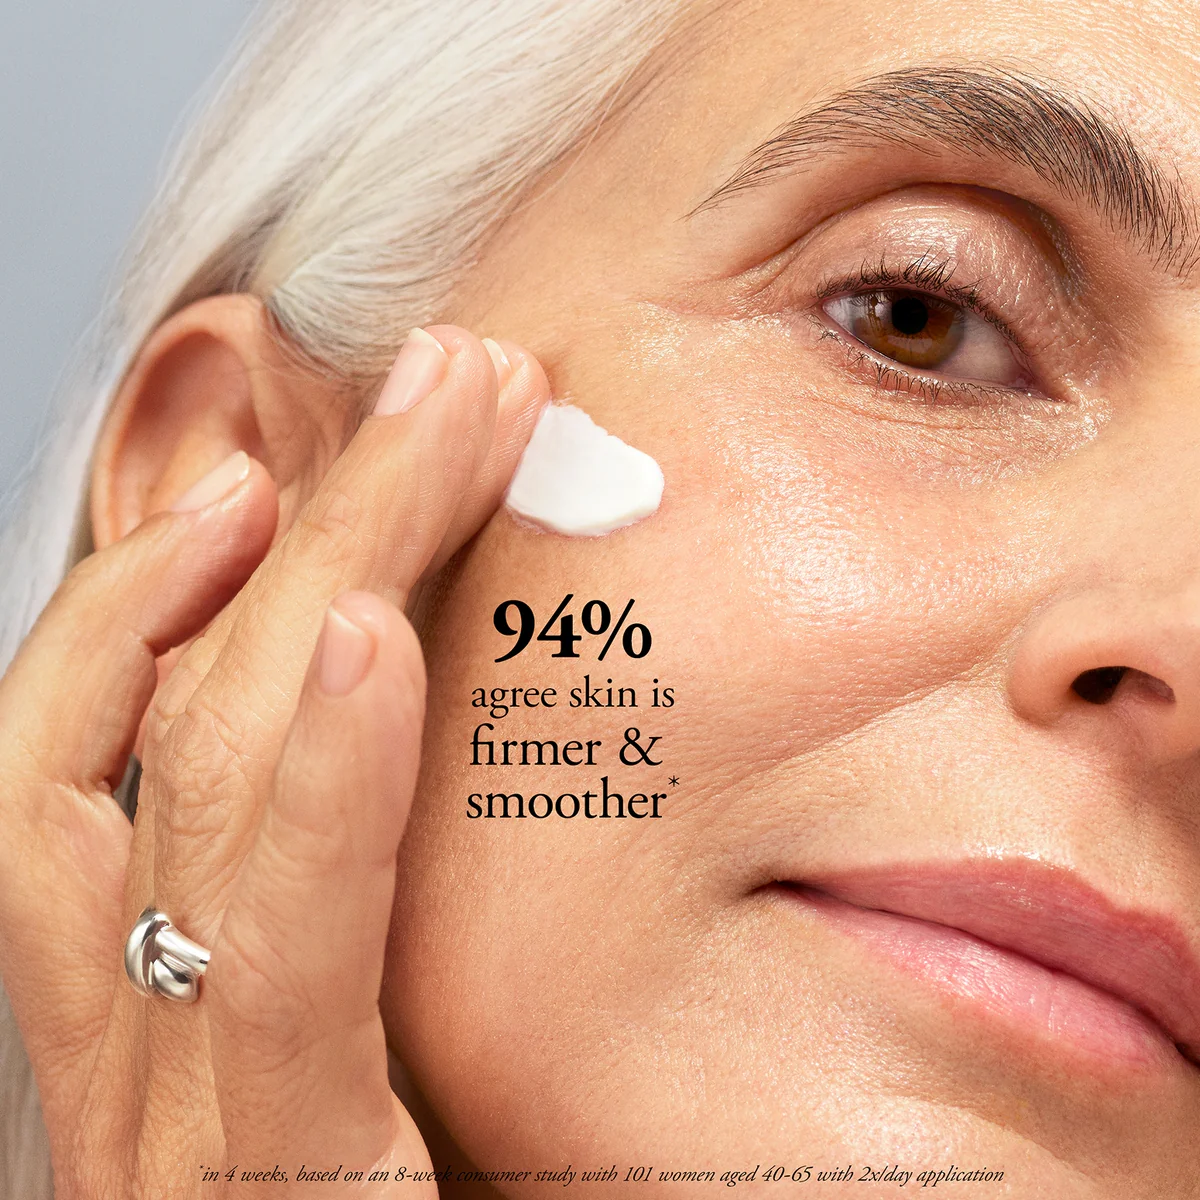 94%
agree skin is
firmer &
smoother*
*in 4 weeks, based on an 8-week consumer study with 101 women aged 40-65 with 2x/day application